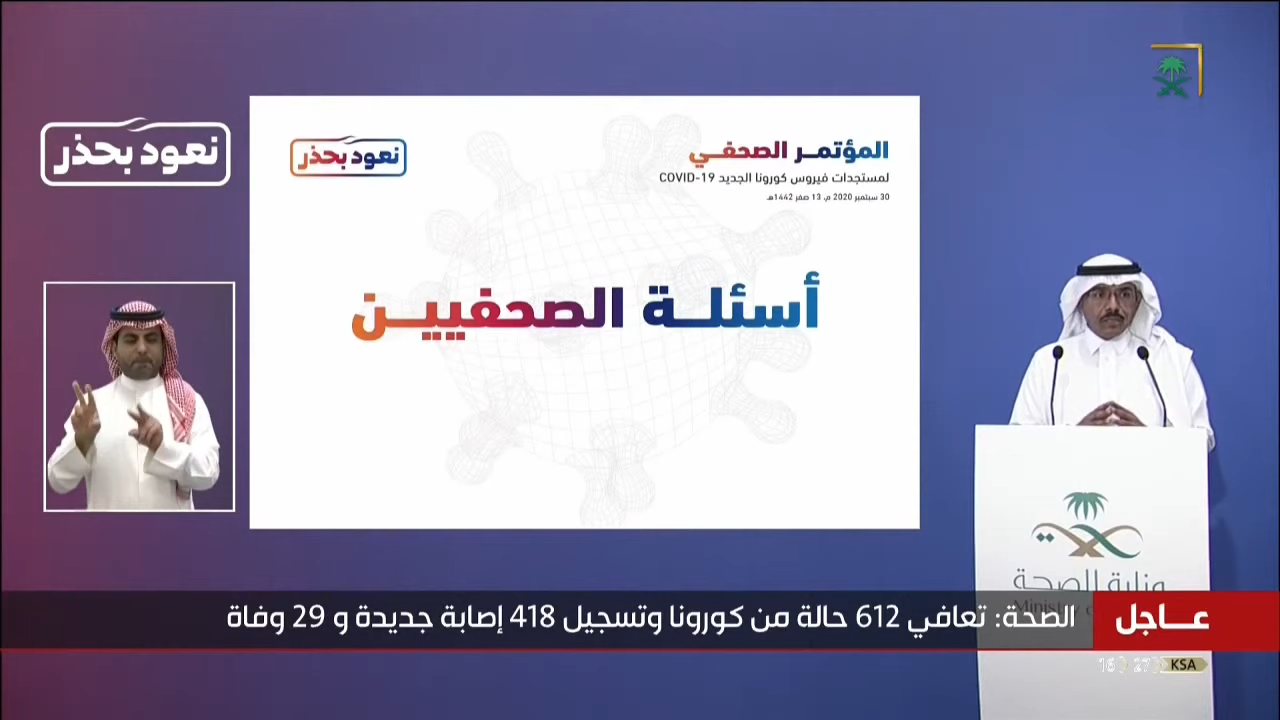 نعود بحذر
نعود بحذر
المؤتمر الصحفي
لمستجدات فيروس كورونا الجديد COVID-19
30 سبتمبر 2020 م، 13 صفر 1442هـ
أسئلة الصحفيين
وزارة الصحة
عاجل
الصحة: تعافي 612 حالة من كورونا وتسجيل 418 إصابة جديدة و 29 وفاة
KSA